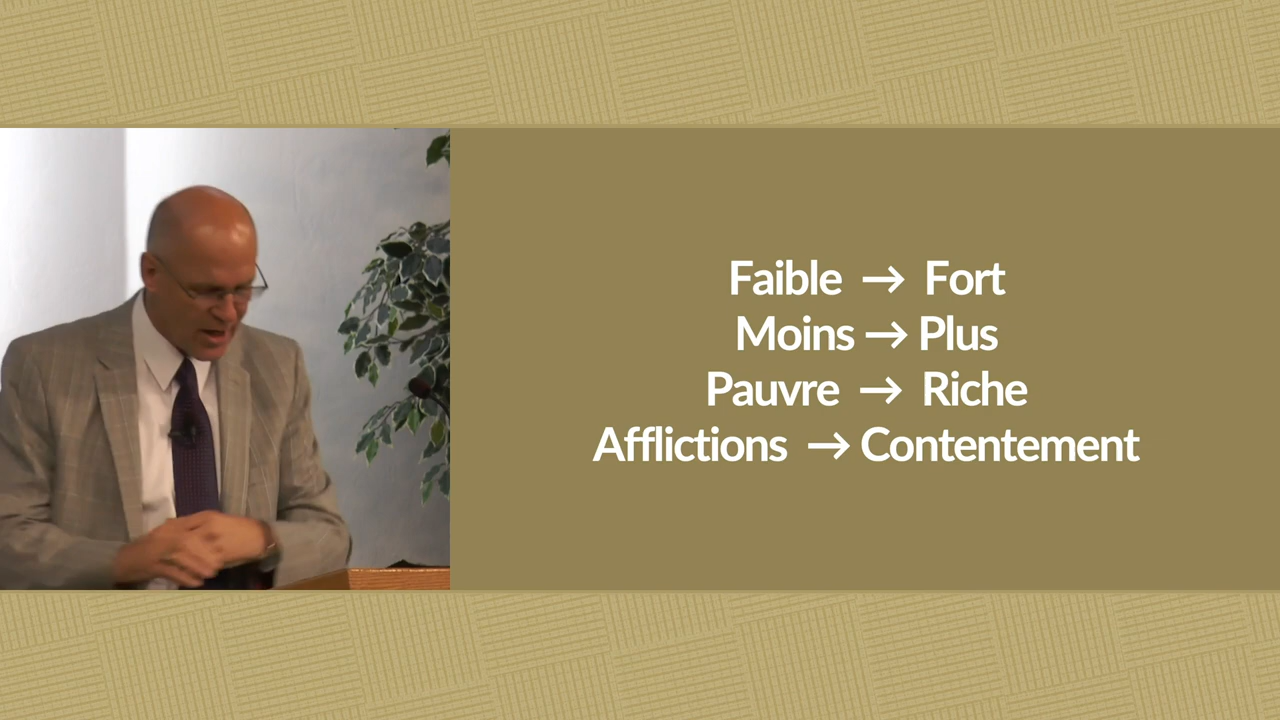 Faible → Fort
Moins → Plus
Pauvre → Riche
Afflictions → Contentement